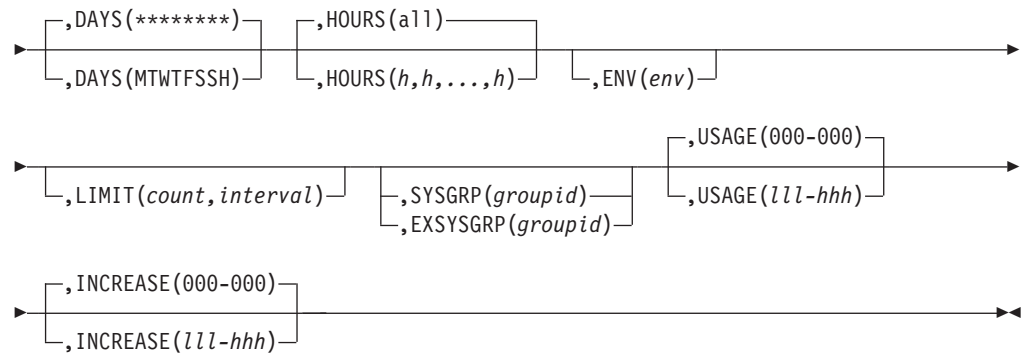 ,DAYS(********) ,HOURS(all)
,DAYS(MTWTFSSH) ,HOURS(h,h,...,h) ,ENV(env)
,USAGE(000-000)
,LIMIT(count,interval) ,SYSGRP(groupid) ,USAGE(lll-hhh)
,EXSYSGRP(groupid)
,INCREASE(000-000)
,INCREASE(lll-hhh)